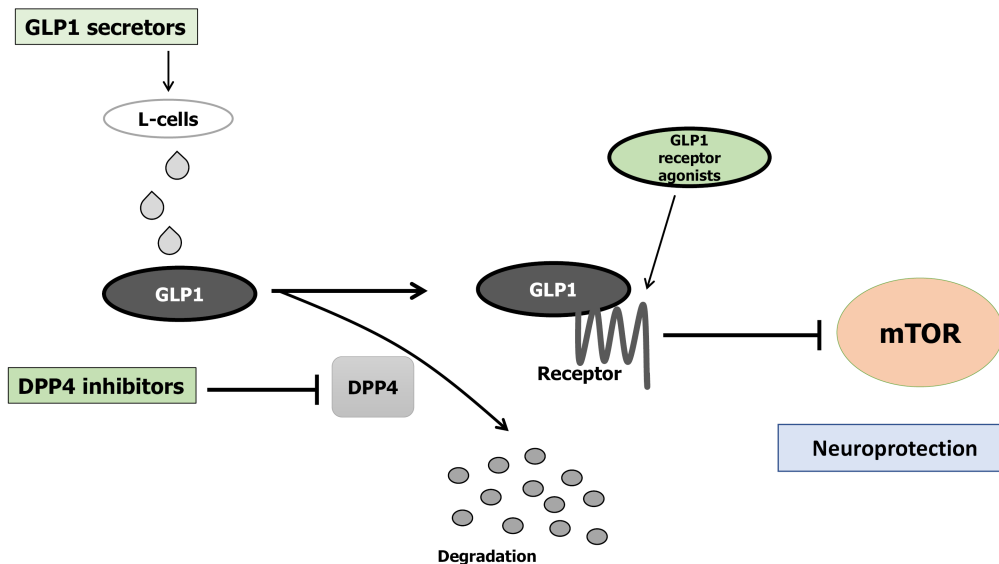 GLP1 secretors
L-cells
GLP1
receptor
agonists
GLP1
GLP1
mTOR
Receptor
DPP4 inhibitors
DPP4
Neuroprotection
Degradation